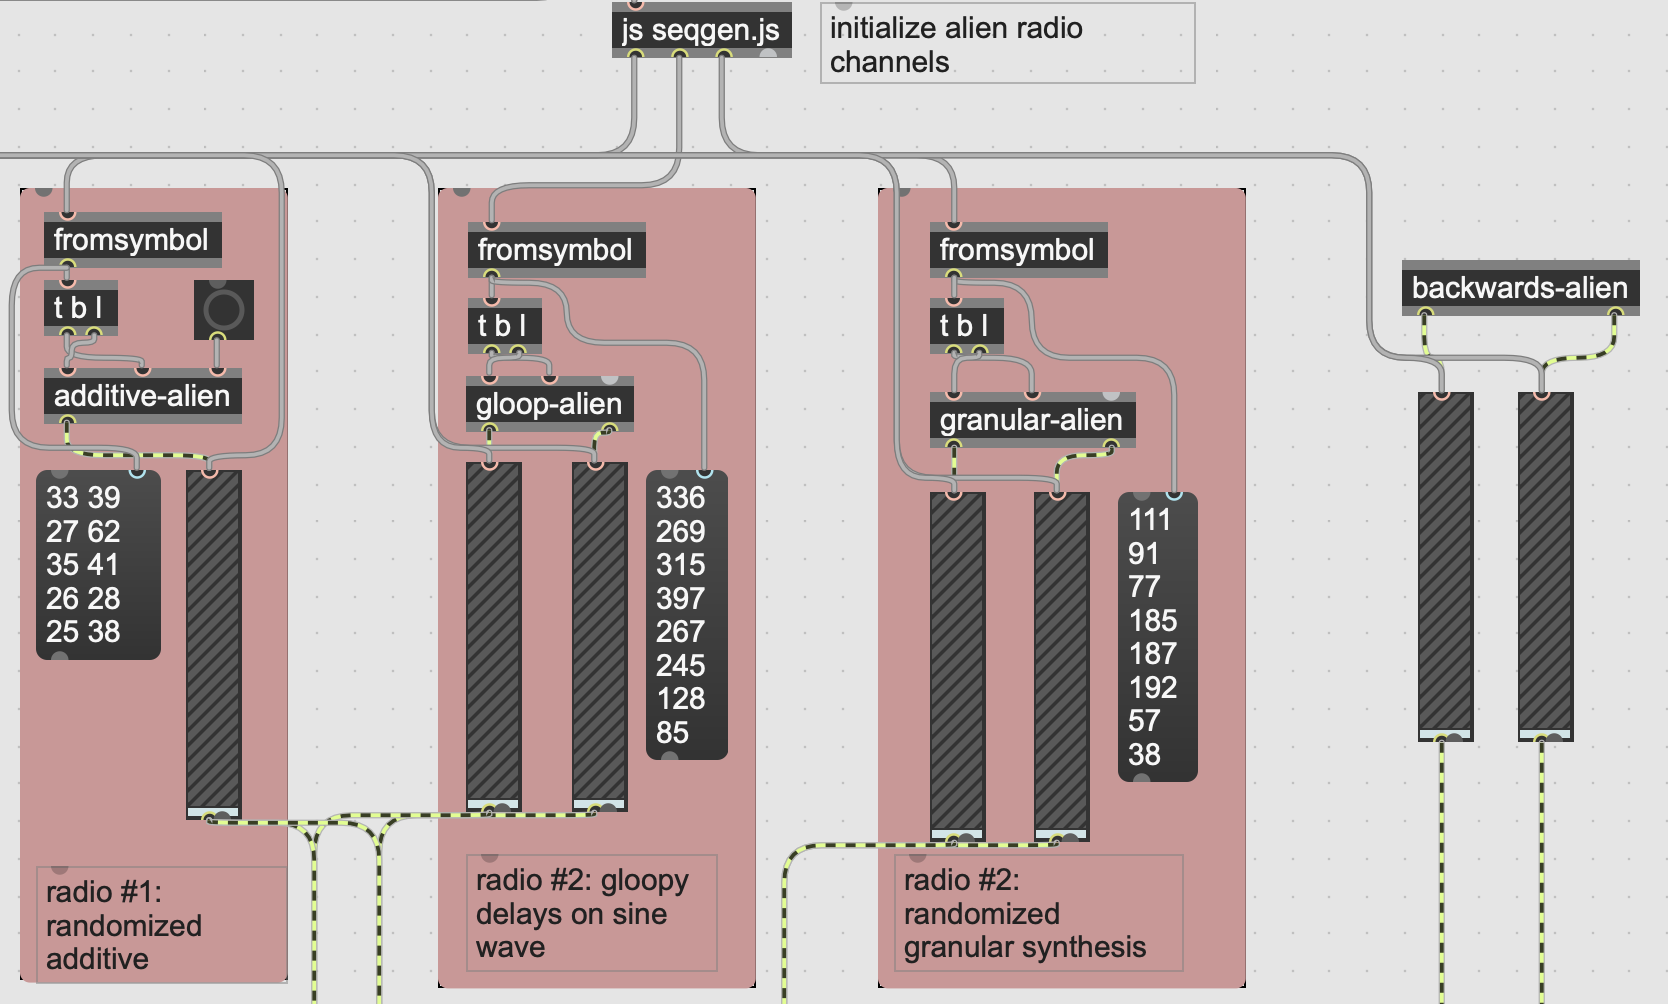 js seqgen.js
initialize alien radio
channels
fromsymbol
t b l
additive-alien
33 39
27 62
35 41
26 28
25 38
radio #1:
randomized
additive
fromsymbol
t b l
gloop-alien
336
269
315
397
267
245
128
85
radio #2: gloopy
delays on sine
wave
fromsymbol
t b l
granular-alien
111
91
77
185
187
192
57
38
radio #2:
randomized
granular synthesis
backwards-alien